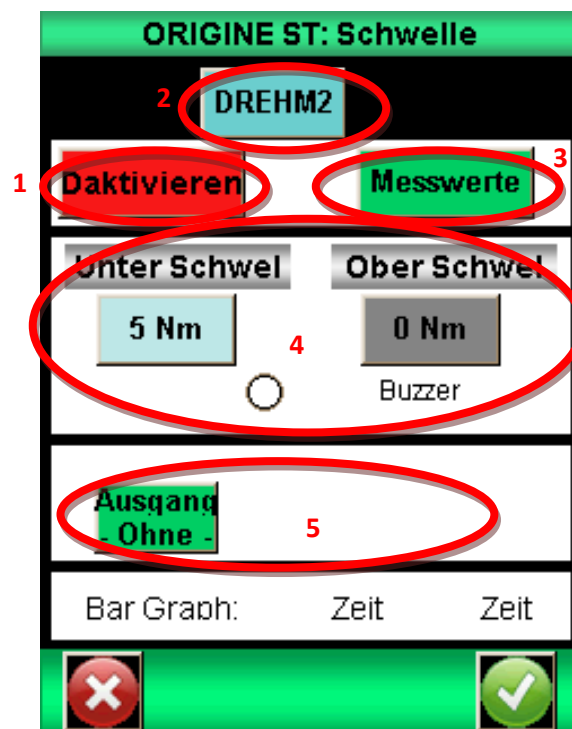 ORIGINE ST: Schwelle
2
DREHM2
1
Daktivieren
Messwerte
3
Unter Schwel
Ober Schwel
5 Nm
0 Nm
4
Buzzer
Ausgang
- Ohne -
5
Bar Graph:
Zeit
Zeit